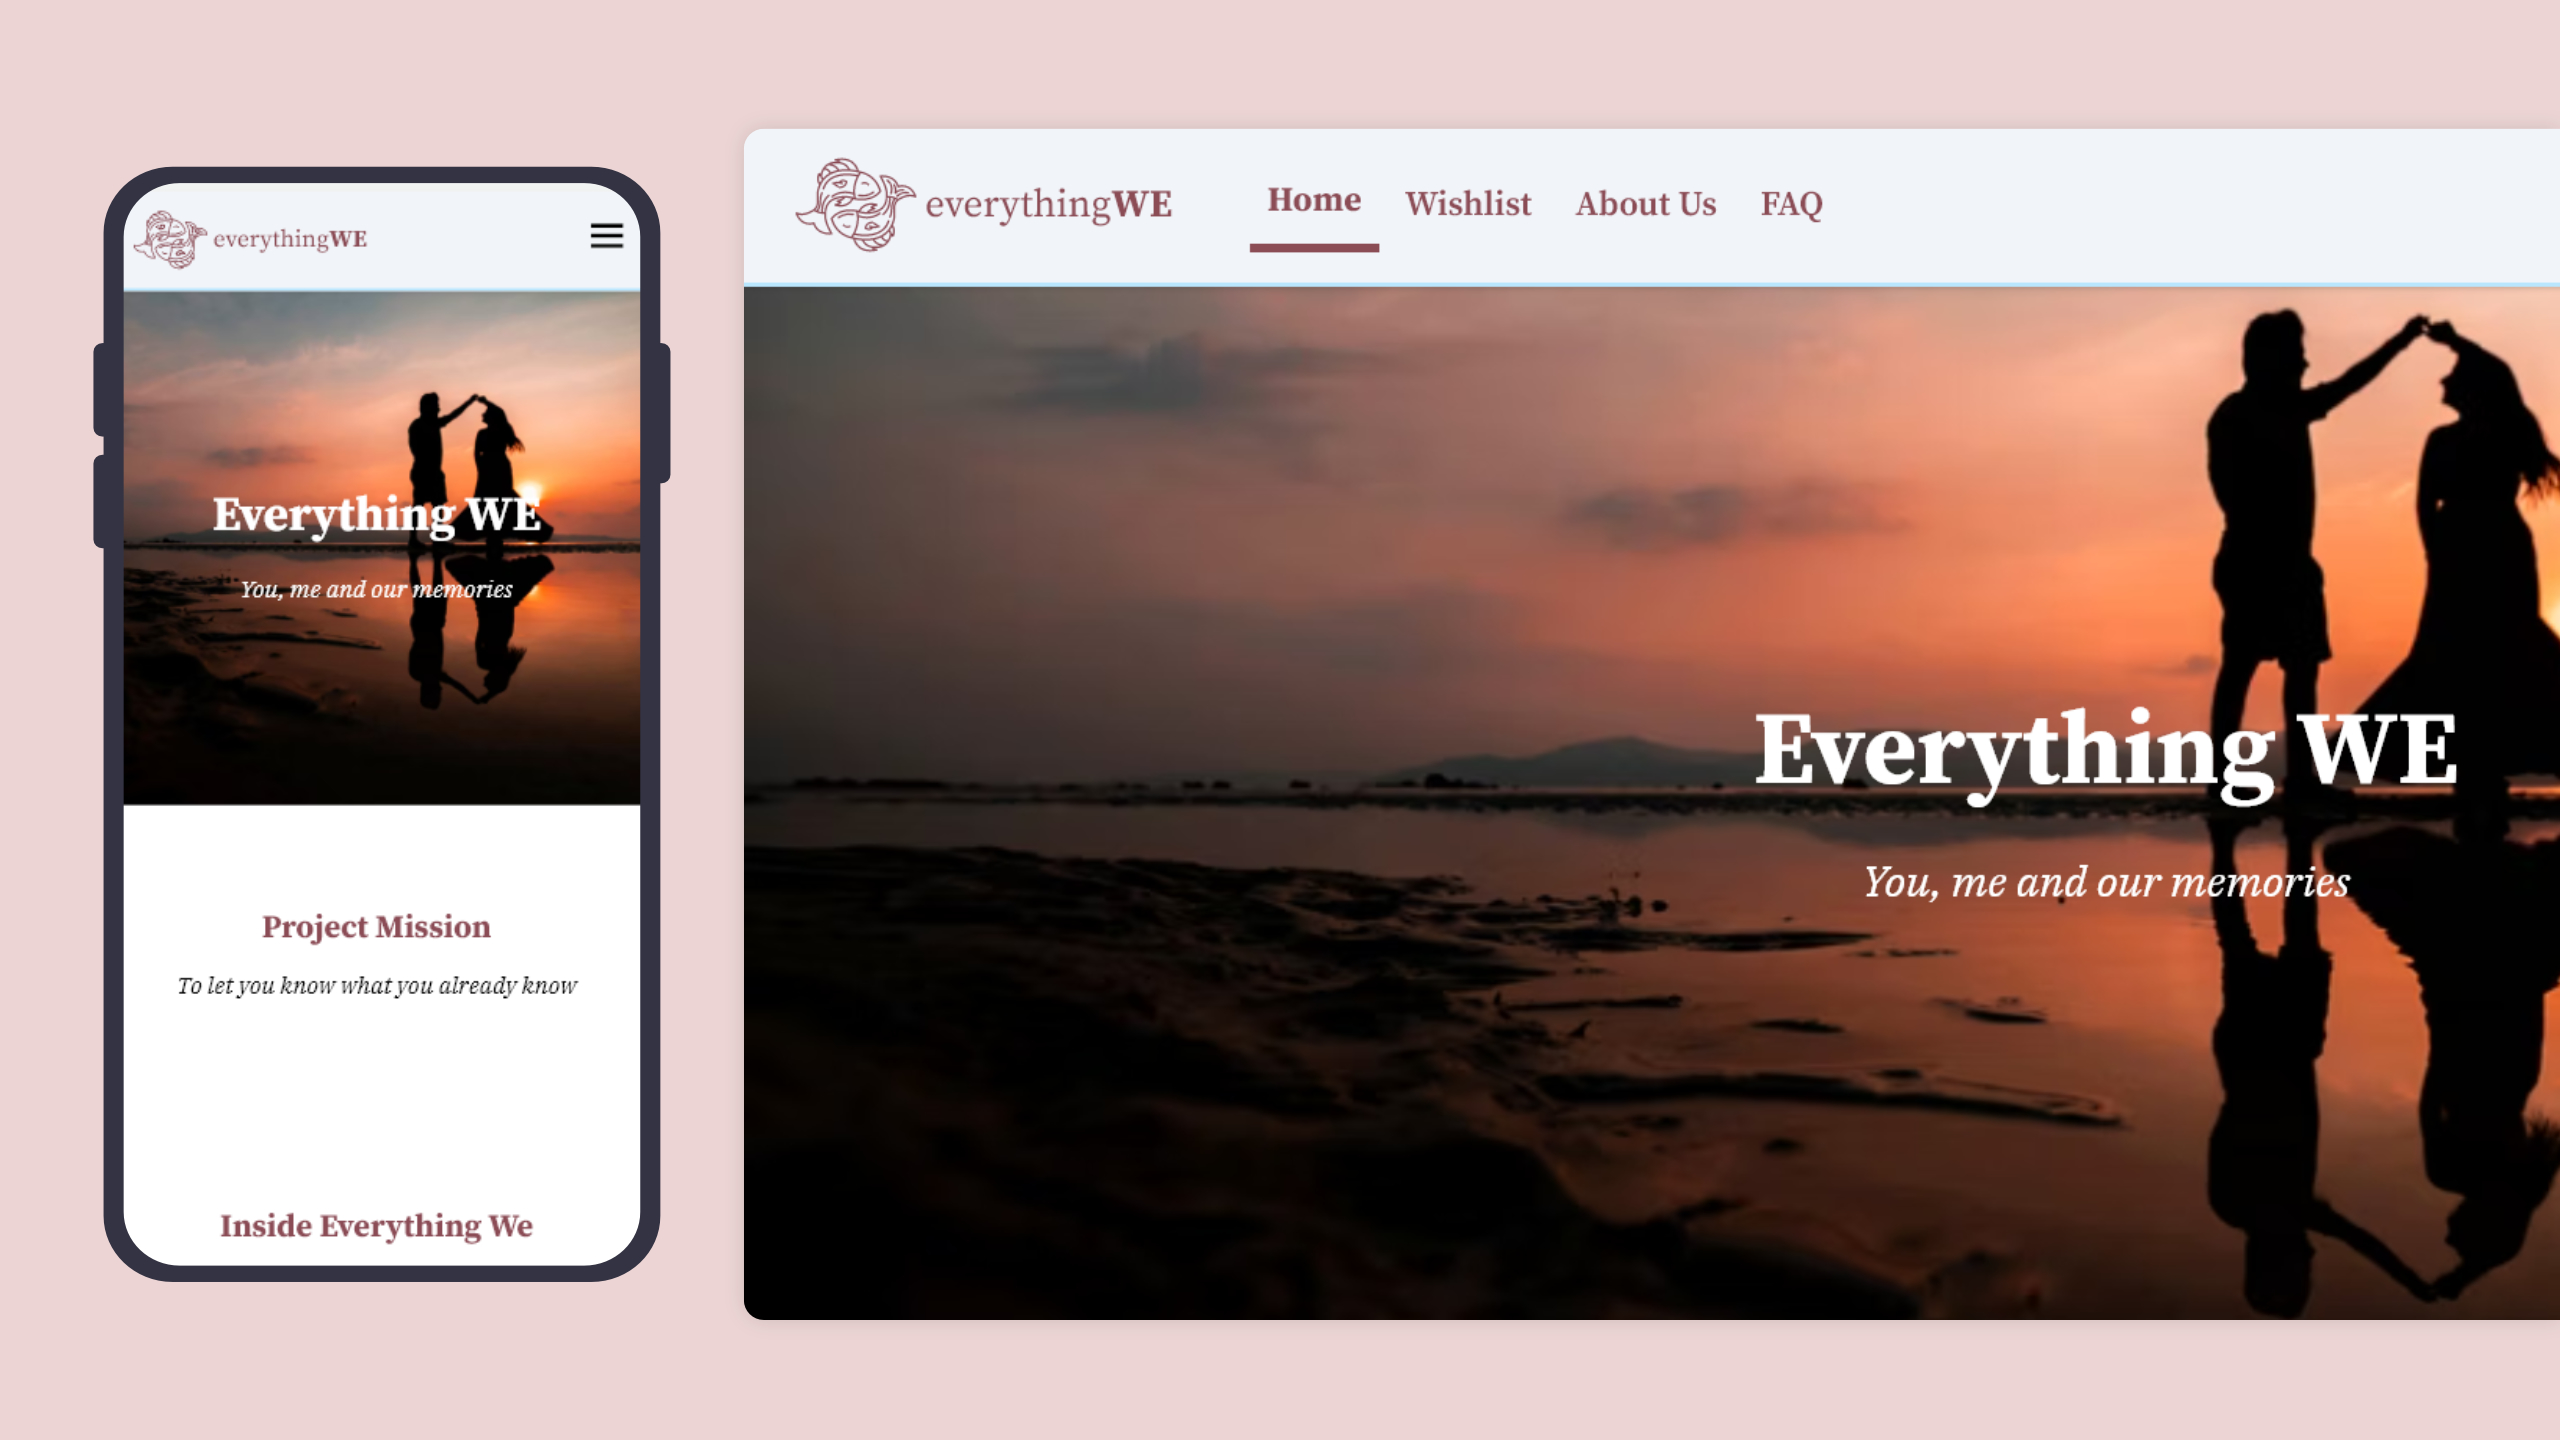 everythingWE
Everything WE
You, me and our memories
Project Mission
To let you know what you already know
Inside Everything We
everythingWE
Home Wishlist About Us FAQ
Everything WE
You, me and our memories